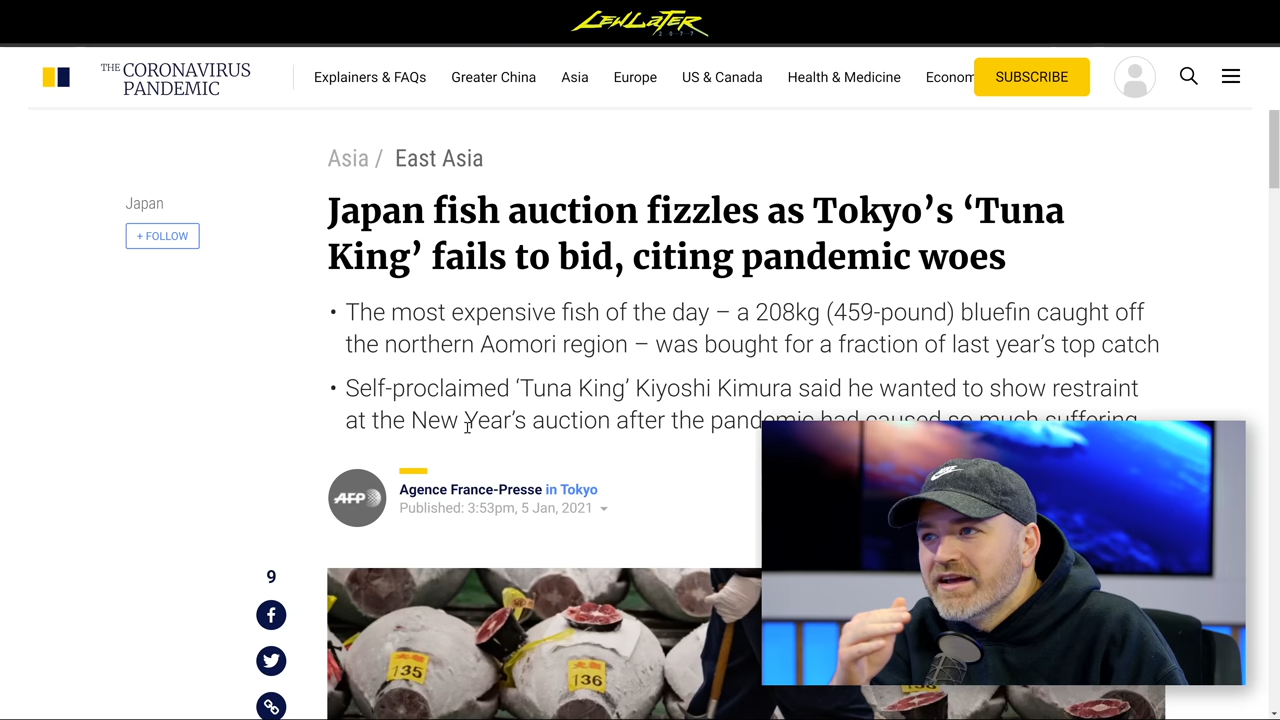 LEWLATER
2077
THE CORONAVIRUS
PANDEMIC
Explainers & FAQs Greater China Asia Europe US & Canada Health & Medicine Econom SUBSCRIBE
Asia / East Asia
Japan
+ FOLLOW
Japan fish auction fizzles as Tokyo’s ‘Tuna
King’ fails to bid, citing pandemic woes
• The most expensive fish of the day – a 208kg (459-pound) bluefin caught off
the northern Aomori region – was bought for a fraction of last year’s top catch
• Self-proclaimed ‘Tuna King’ Kiyoshi Kimura said he wanted to show restraint
at the New Year’s auction after the pandemic had caused so much suffering
AFP
Agence France-Presse in Tokyo
Published: 3:53pm, 5 Jan, 2021
9
135
136